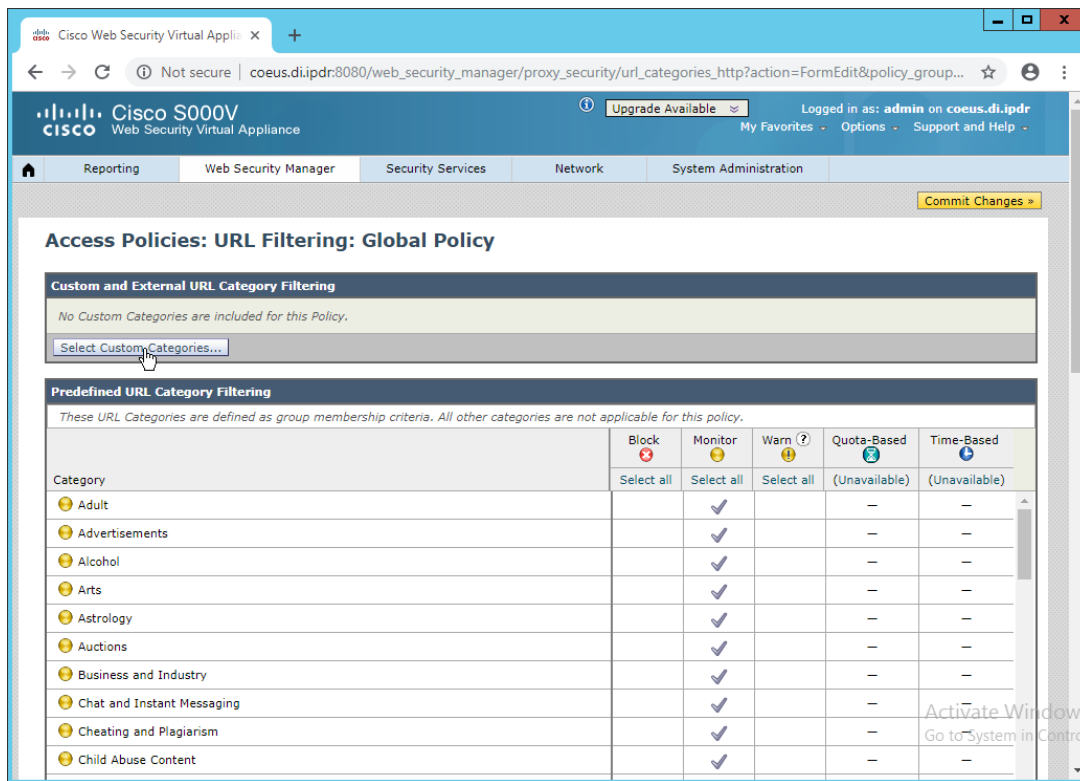 Cisco Web Security Virtual Applia
Not secure | coeus.di.ipdr:8080/web_security_manager/proxy_security/url_categories_http?action=FormEdit&policy_group...
CISCO
Cisco S000V
Web Security Virtual Appliance
Upgrade Available
Logged in as: admin on coeus.di.ipdr
My Favorites Options Support and Help
Reporting Web Security Manager Security Services Network System Administration
Commit Changes »
Access Policies: URL Filtering: Global Policy
Custom and External URL Category Filtering
No Custom Categories are included for this Policy.
Select Custom Categories...
Predefined URL Category Filtering
These URL Categories are defined as group membership criteria. All other categories are not applicable for this policy.
Block Monitor Warn ? Quota-Based Time-Based
Category Select all Select all Select all (Unavailable) (Unavailable)
Adult – –
Advertisements – –
Alcohol – –
Arts – –
Astrology – –
Auctions – –
Business and Industry – –
Chat and Instant Messaging – –
Cheating and Plagiarism – –
Child Abuse Content – –
Activate Window
Go to System in Contro